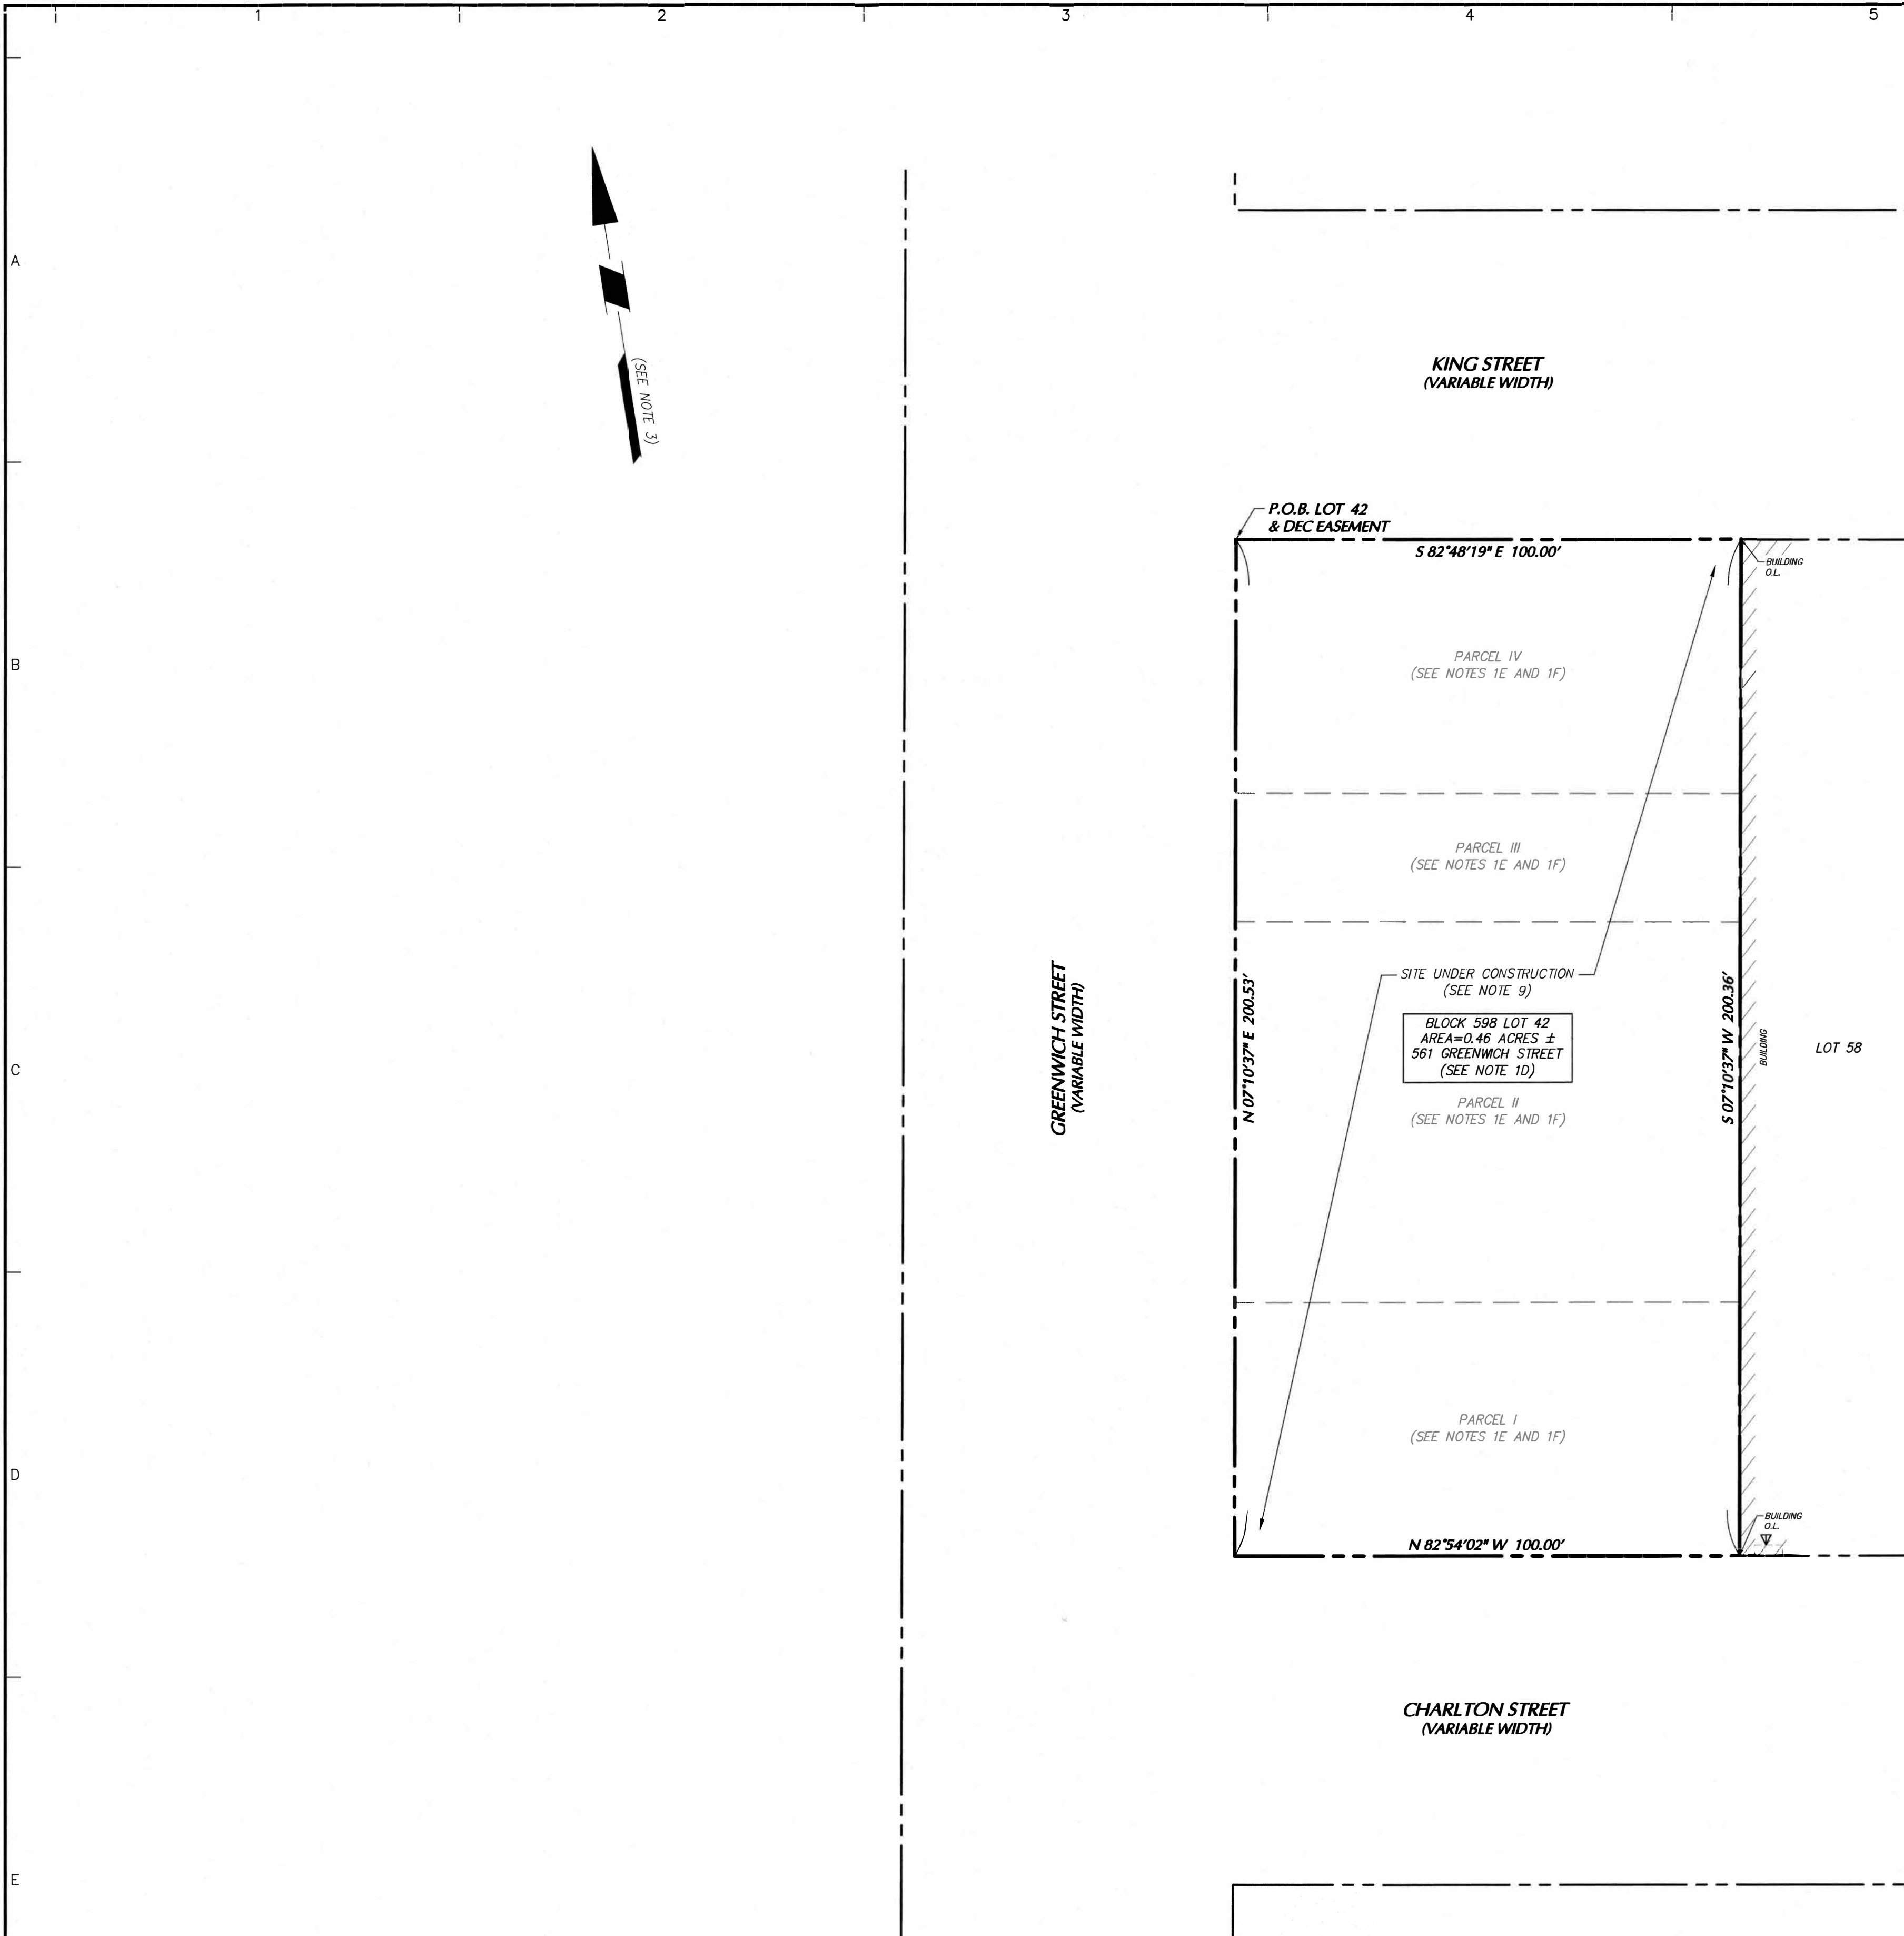 1
2
3
4
5
A
B
C
D
E
(SEE NOTE 3)
KING STREET
(VARIABLE WIDTH)
P.O.B. LOT 42
& DEC EASEMENT
S 82°48'19" E 100.00'
BUILDING
O.L.
PARCEL IV
(SEE NOTES 1E AND 1F)
PARCEL III
(SEE NOTES 1E AND 1F)
GREENWICH STREET
(VARIABLE WIDTH)
N 07°10'37" E 200.53'
SITE UNDER CONSTRUCTION
(SEE NOTE 9)
BLOCK 598 LOT 42
AREA=0.46 ACRES ±
561 GREENWICH STREET
(SEE NOTE 1D)
PARCEL II
(SEE NOTES 1E AND 1F)
S 07°10'37" W 200.36'
BUILDING
LOT 58
PARCEL I
(SEE NOTES 1E AND 1F)
BUILDING
O.L.
N 82°54'02" W 100.00'
CHARLTON STREET
(VARIABLE WIDTH)